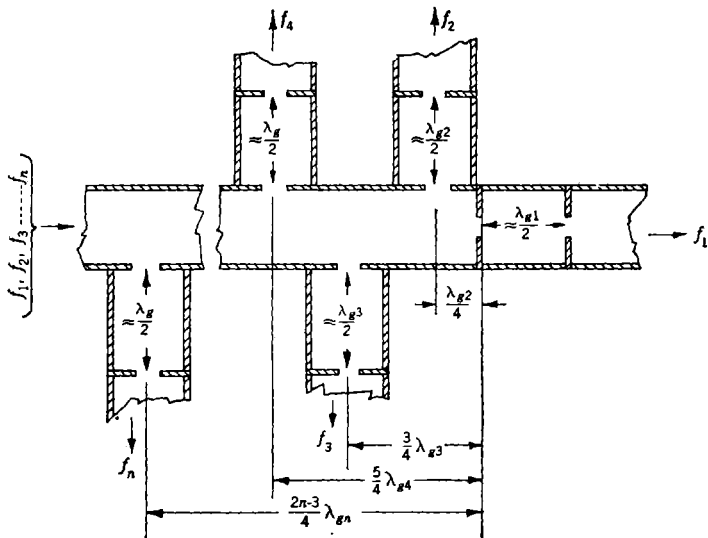 f₄
f₂
≈λg/2
≈λg2/2
f₁, f₂, f₃ ------ fₙ
≈λg1/2
f₁
λg2/4
≈λg/2
≈λg3/2
fₙ
f₃
3/4 λg3
5/4 λg4
2n-3/4 λgn